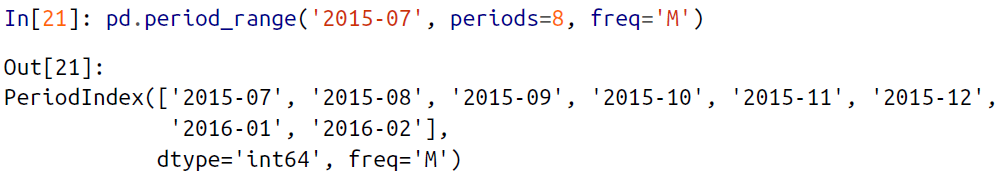 In[21]: pd.period_range('2015-07', periods=8, freq='M')
Out[21]:
PeriodIndex(['2015-07', '2015-08', '2015-09', '2015-10', '2015-11', '2015-12',
'2016-01', '2016-02'],
dtype='int64', freq='M')